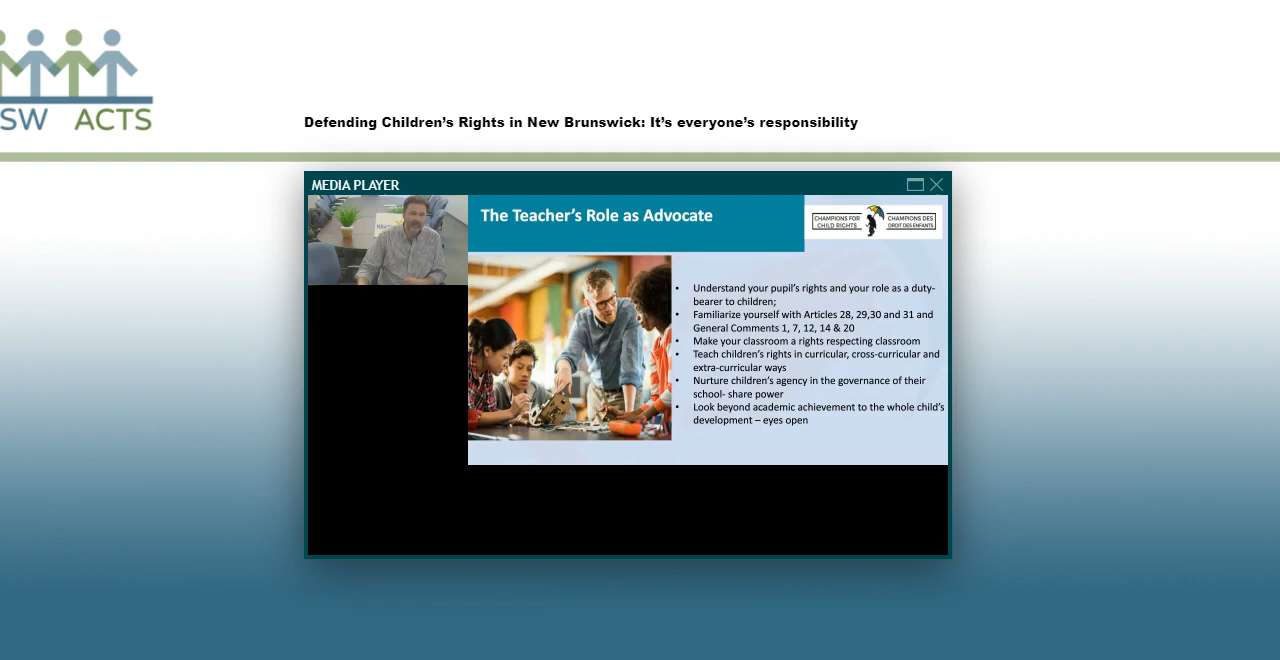 SW ACTS
Defending Children's Rights in New Brunswick: It's everyone's responsibility
MEDIA PLAYER
The Teacher's Role as Advocate
CHAMPIONS FOR
CHILD RIGHTS
CHAMPIONS DES
DROIT DES ENFANTS
• Understand your pupil's rights and your role as a duty-
bearer to children;
• Familiarize yourself with Articles 28, 29,30 and 31 and
General Comments 1, 7, 12, 14 & 20
• Make your classroom a rights respecting classroom
• Teach children's rights in curricular, cross-curricular and
extra-curricular ways
• Nurture children's agency in the governance of their
school- share power
• Look beyond academic achievement to the whole child's
development – eyes open